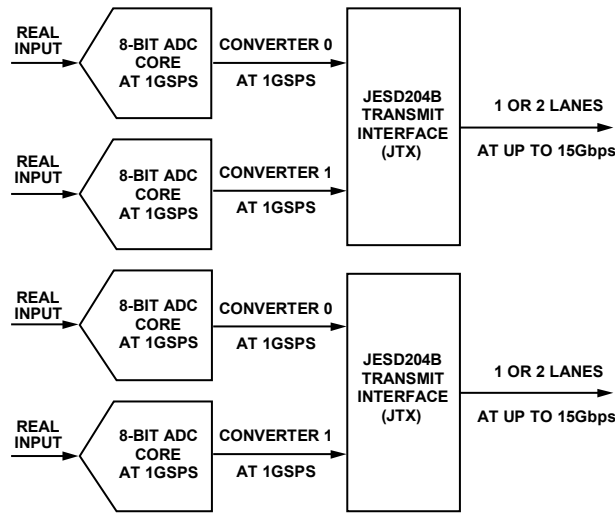 REAL
INPUT
8-BIT ADC
CORE
AT 1GSPS
CONVERTER 0
AT 1GSPS
REAL
INPUT
8-BIT ADC
CORE
AT 1GSPS
CONVERTER 1
AT 1GSPS
JESD204B
TRANSMIT
INTERFACE
(JTX)
1 OR 2 LANES
AT UP TO 15Gbps
REAL
INPUT
8-BIT ADC
CORE
AT 1GSPS
CONVERTER 0
AT 1GSPS
REAL
INPUT
8-BIT ADC
CORE
AT 1GSPS
CONVERTER 1
AT 1GSPS
JESD204B
TRANSMIT
INTERFACE
(JTX)
1 OR 2 LANES
AT UP TO 15Gbps